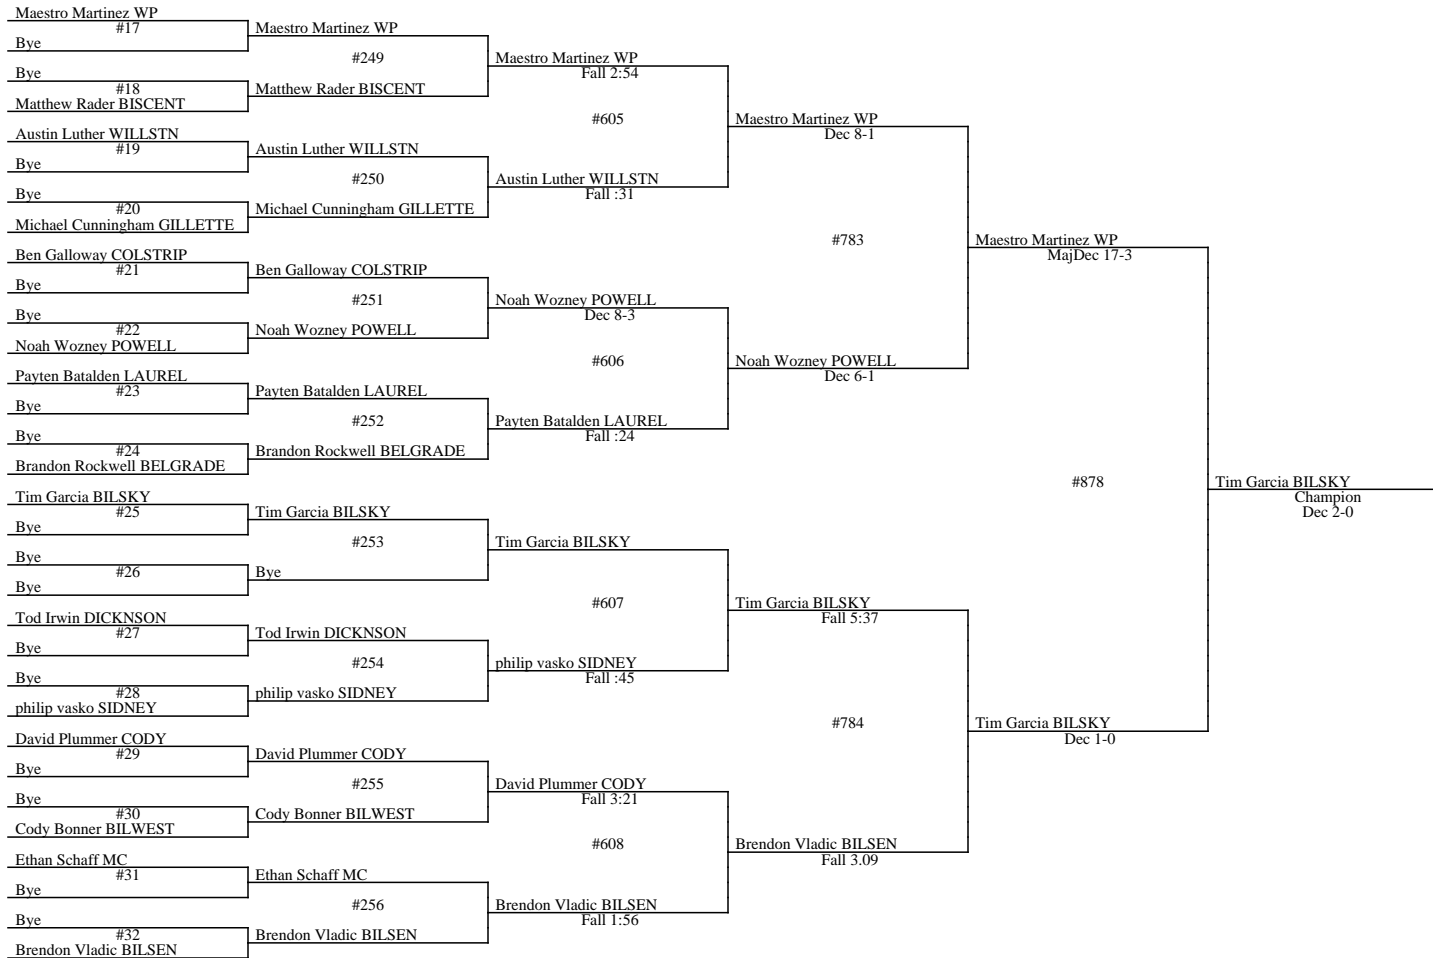 Maestro Martinez WP
#17
Bye
Bye
#18
Matthew Rader BISCENT
Austin Luther WILLSTN
#19
Bye
Bye
#20
Michael Cunningham GILLETTE
Ben Galloway COLSTRIP
#21
Bye
Bye
#22
Noah Wozney POWELL
Payten Batalden LAUREL
#23
Bye
Bye
#24
Brandon Rockwell BELGRADE
Tim Garcia BILSKY
#25
Bye
Bye
#26
Bye
Tod Irwin DICKNSON
#27
Bye
Bye
#28
philip vasko SIDNEY
David Plummer CODY
#29
Bye
Bye
#30
Cody Bonner BILWEST
Ethan Schaff MC
#31
Bye
Bye
#32
Brendon Vladic BILSEN
Maestro Martinez WP
#249
Matthew Rader BISCENT
Austin Luther WILLSTN
#250
Michael Cunningham GILLETTE
Ben Galloway COLSTRIP
#251
Noah Wozney POWELL
Payten Batalden LAUREL
#252
Brandon Rockwell BELGRADE
Tim Garcia BILSKY
#253
Bye
Tod Irwin DICKNSON
#254
philip vasko SIDNEY
David Plummer CODY
#255
Cody Bonner BILWEST
Ethan Schaff MC
#256
Brendon Vladic BILSEN
Maestro Martinez WP
Fall 2:54
#605
Austin Luther WILLSTN
Fall :31
Noah Wozney POWELL
Dec 8-3
#606
Payten Batalden LAUREL
Fall :24
Tim Garcia BILSKY
#607
philip vasko SIDNEY
Fall :45
David Plummer CODY
Fall 3:21
#608
Brendon Vladic BILSEN
Fall 1:56
Maestro Martinez WP
Dec 8-1
#783
Noah Wozney POWELL
Dec 6-1
Tim Garcia BILSKY
Fall 5:37
#784
Brendon Vladic BILSEN
Fall 3.09
Maestro Martinez WP
MajDec 17-3
#878
Tim Garcia BILSKY
Dec 1-0
Tim Garcia BILSKY
Champion
Dec 2-0